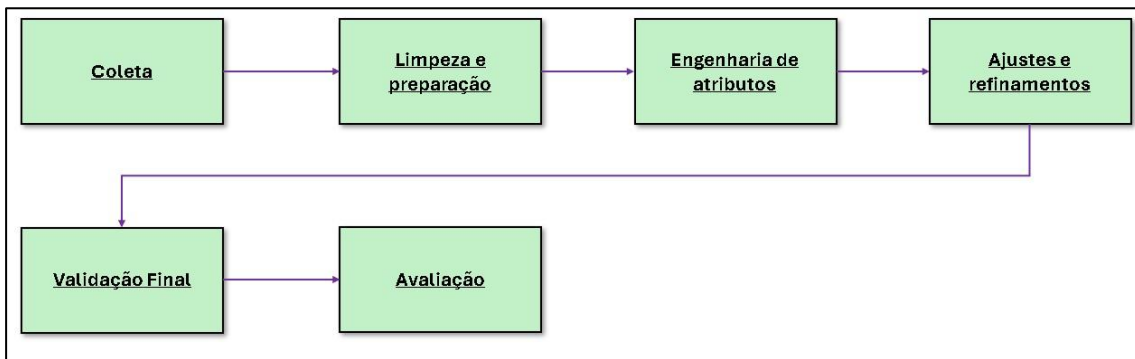 Coleta
Limpeza e
preparação
Engenharia de
atributos
Ajustes e
refinamentos
Validação Final
Avaliação